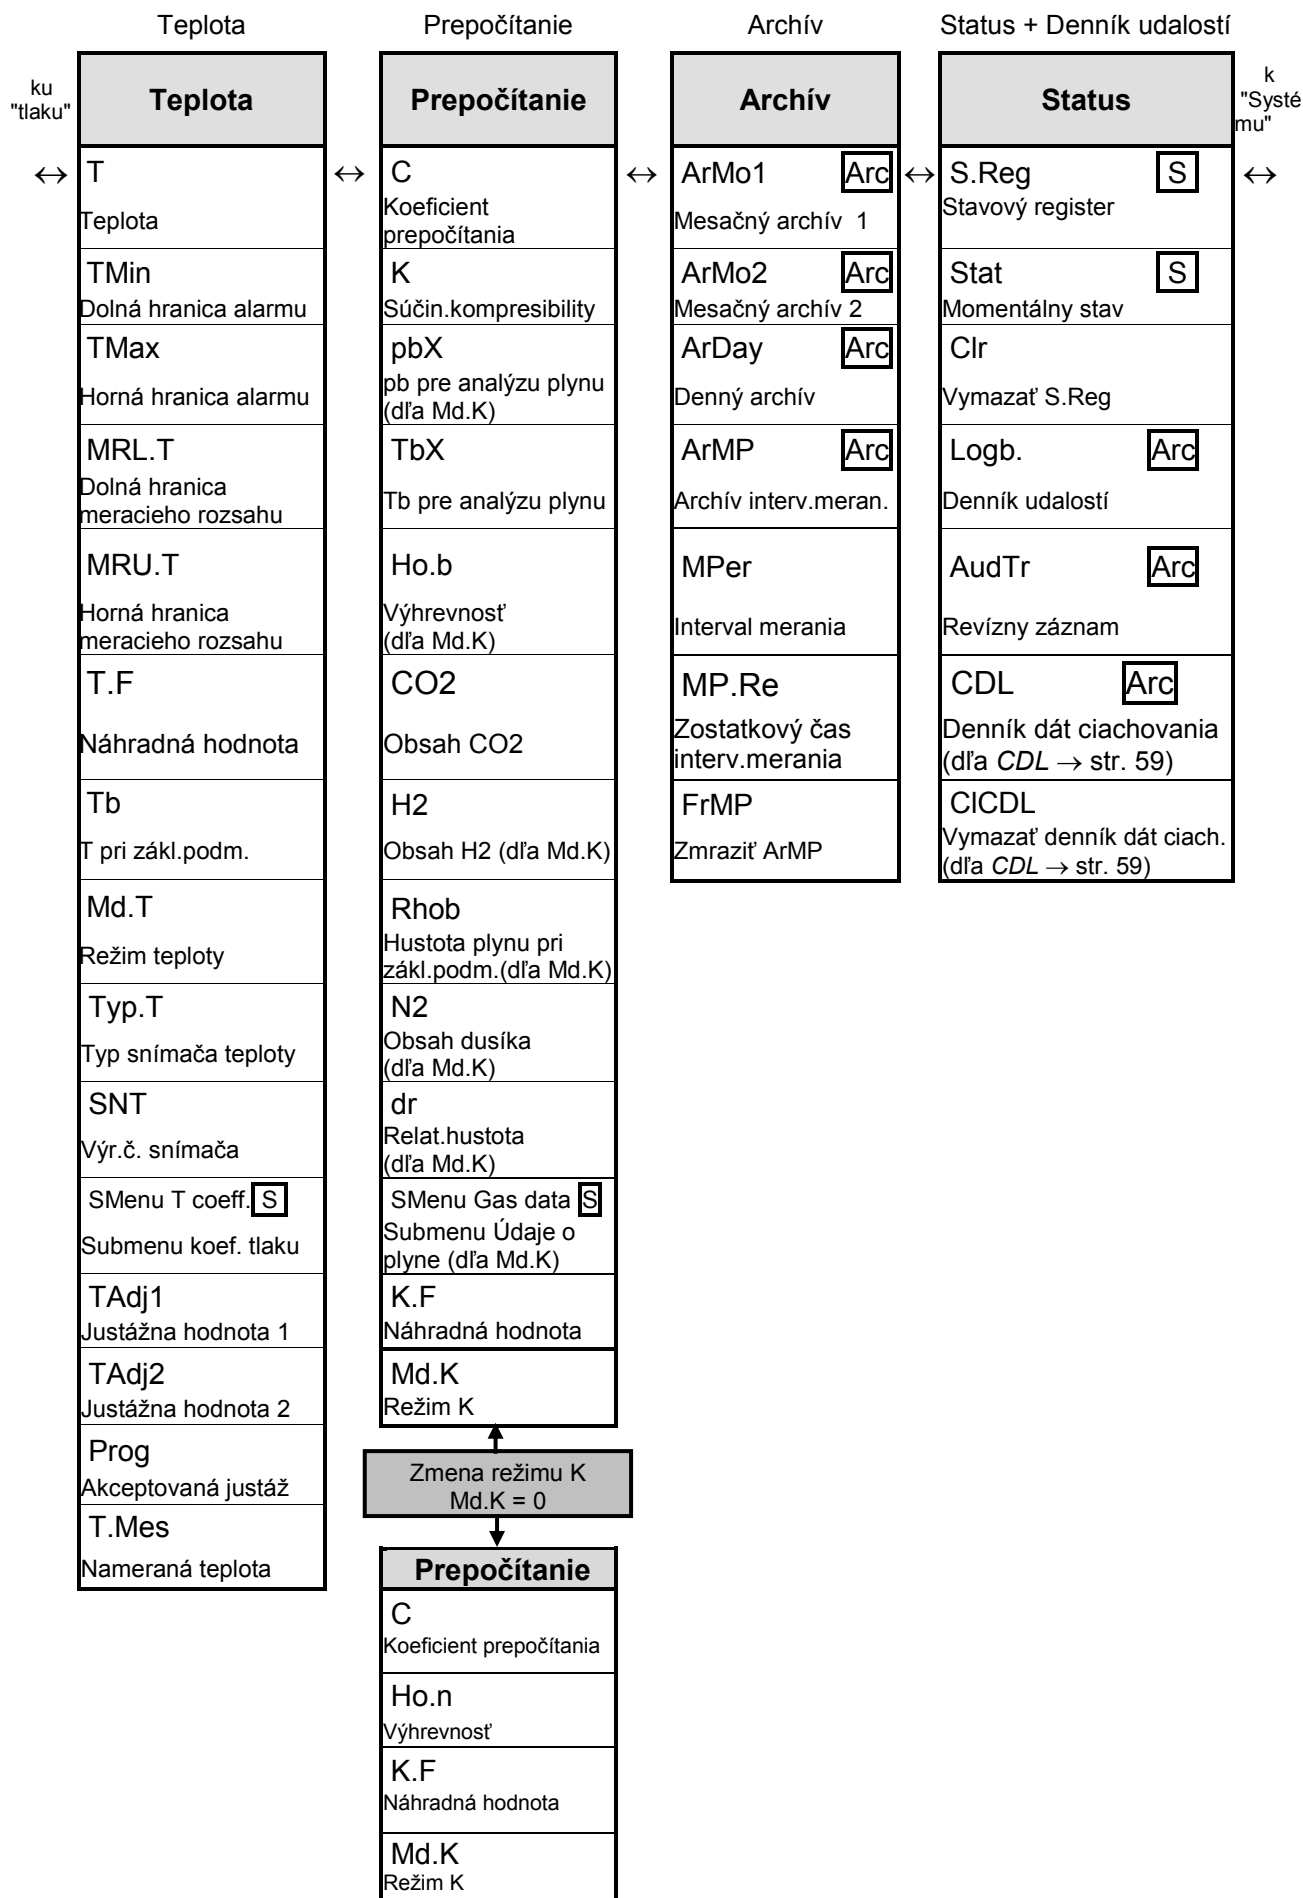 Teplota
Prepočítanie
Archív
Status + Denník udalostí
ku
"tlaku"
Teplota
Prepočítanie
Archív
Status
k
"Systé
mu"
↔
T
Teplota
TMin
Dolná hranica alarmu
TMax
Horná hranica alarmu
MRL.T
Dolná hranica
meracieho rozsahu
MRU.T
Horná hranica
meracieho rozsahu
T.F
Náhradná hodnota
Tb
T pri zákl.podm.
Md.T
Režim teploty
Typ.T
Typ snímača teploty
SNT
Výr.č. snímača
SMenu T coeff. S
Submenu koef. tlaku
TAdj1
Justážna hodnota 1
TAdj2
Justážna hodnota 2
Prog
Akceptovaná justáž
T.Mes
Nameraná teplota
↔
C
Koeficient
prepočítania
K
Súčin.kompresibility
pbX
pb pre analýzu plynu
(dľa Md.K)
TbX
Tb pre analýzu plynu
Ho.b
Výhrevnosť
(dľa Md.K)
CO2
Obsah CO2
H2
Obsah H2 (dľa Md.K)
Rhob
Hustota plynu pri
zákl.podm.(dľa Md.K)
N2
Obsah dusíka
(dľa Md.K)
dr
Relat.hustota
(dľa Md.K)
SMenu Gas data S
Submenu Údaje o
plyne (dľa Md.K)
K.F
Náhradná hodnota
Md.K
Režim K
Zmena režimu K
Md.K = 0
Prepočítanie
C
Koeficient prepočítania
Ho.n
Výhrevnosť
K.F
Náhradná hodnota
Md.K
Režim K
↔
ArMo1 Arc
Mesačný archív 1
ArMo2 Arc
Mesačný archív 2
ArDay Arc
Denný archív
ArMP Arc
Archív interv.meran.
MPer
Interval merania
MP.Re
Zostatkový čas
interv.merania
FrMP
Zmraziť ArMP
↔
S.Reg S
Stavový register
Stat S
Momentálny stav
Clr
Vymazať S.Reg
Logb. Arc
Denník udalostí
AudTr Arc
Revízny záznam
CDL Arc
Denník dát ciachovania
(dľa CDL → str. 59)
ClCDL
Vymazať denník dát ciach.
(dľa CDL → str. 59)
↔